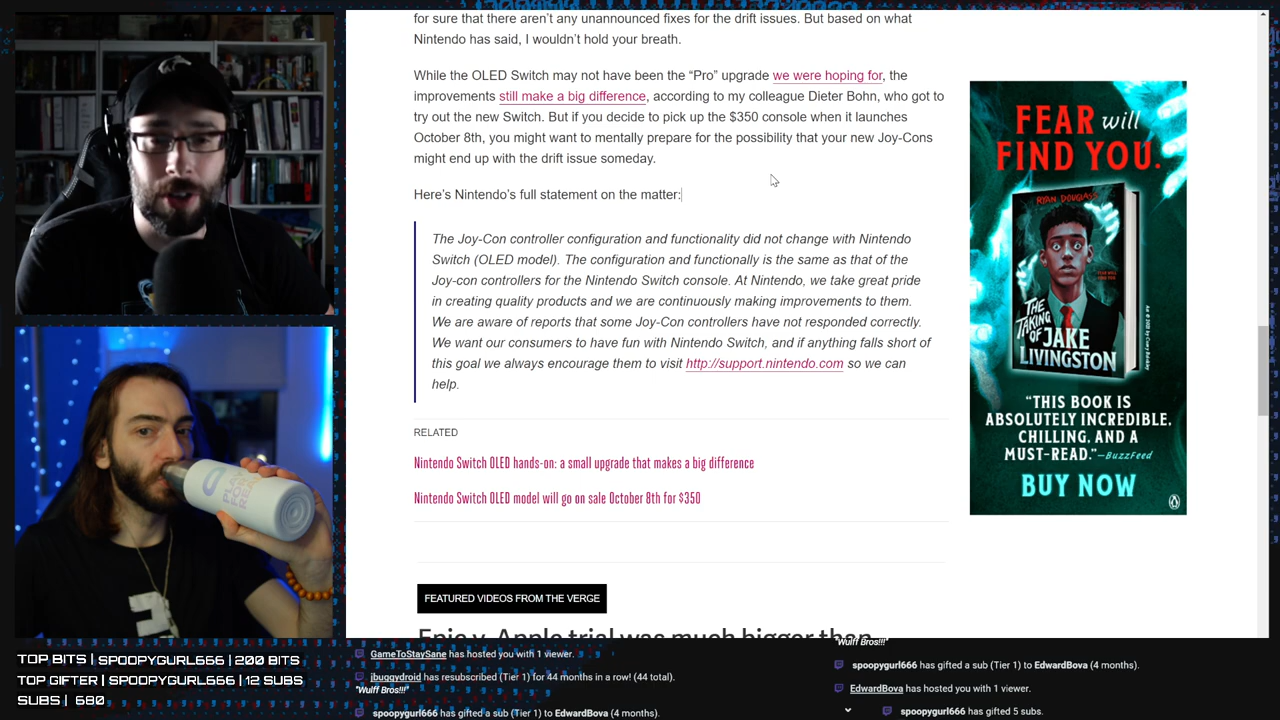 for sure that there aren’t any unannounced fixes for the drift issues. But based on what
Nintendo has said, I wouldn’t hold your breath.
While the OLED Switch may not have been the “Pro” upgrade we were hoping for, the
improvements still make a big difference, according to my colleague Dieter Bohn, who got to
try out the new Switch. But if you decide to pick up the $350 console when it launches
October 8th, you might want to mentally prepare for the possibility that your new Joy-Cons
might end up with the drift issue someday.
Here’s Nintendo’s full statement on the matter:
The Joy-Con controller configuration and functionality did not change with Nintendo
Switch (OLED model). The configuration and functionally is the same as that of the
Joy-con controllers for the Nintendo Switch console. At Nintendo, we take great pride
in creating quality products and we are continuously making improvements to them.
We are aware of reports that some Joy-Con controllers have not responded correctly.
We want our consumers to have fun with Nintendo Switch, and if anything falls short of
this goal we always encourage them to visit http://support.nintendo.com so we can
help.
RELATED
Nintendo Switch OLED hands-on: a small upgrade that makes a big difference
Nintendo Switch OLED model will go on sale October 8th for $350
FEATURED VIDEOS FROM THE VERGE
Epic v. Apple trial was much bigger than
FEAR will
FIND YOU.
RYAN DOUGLASS
THE
TAKING
OF JAKE
LIVINGSTON
“THIS BOOK IS
ABSOLUTELY INCREDIBLE.
CHILLING. AND A
MUST-READ.” —BuzzFeed
BUY NOW
TOP BITS | SPOOPYGURL666 | 200 BITS
TOP GIFTER | SPOOPYGURL666 | 12 SUBS
SUBS | 680
GameToStaySane has hosted you with 1 viewer.
jbuggydroid has resubscribed (Tier 1) for 44 months in a row! (44 total).
"Wulff Bros!!!"
spoopygurl666 has gifted a sub (Tier 1) to EdwardBova (4 months).
"Wulff Bros!!!"
spoopygurl666 has gifted a sub (Tier 1) to EdwardBova (4 months).
EdwardBova has hosted you with 1 viewer.
spoopygurl666 has gifted 5 subs.